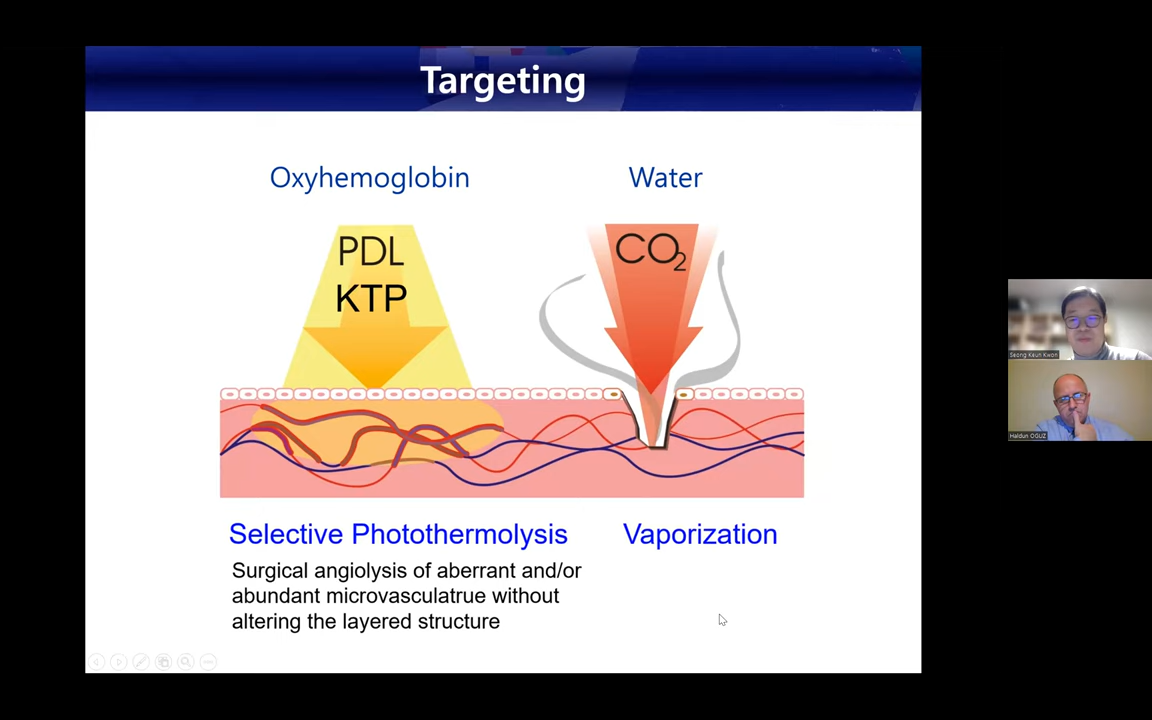 Targeting
Oxyhemoglobin
Water
PDL
KTP
CO2
Selective Photothermolysis
Vaporization
Surgical angiolysis of aberrant and/or
abundant microvasculatrue without
altering the layered structure
Seong Keun Kwon
Haldun OGUZ